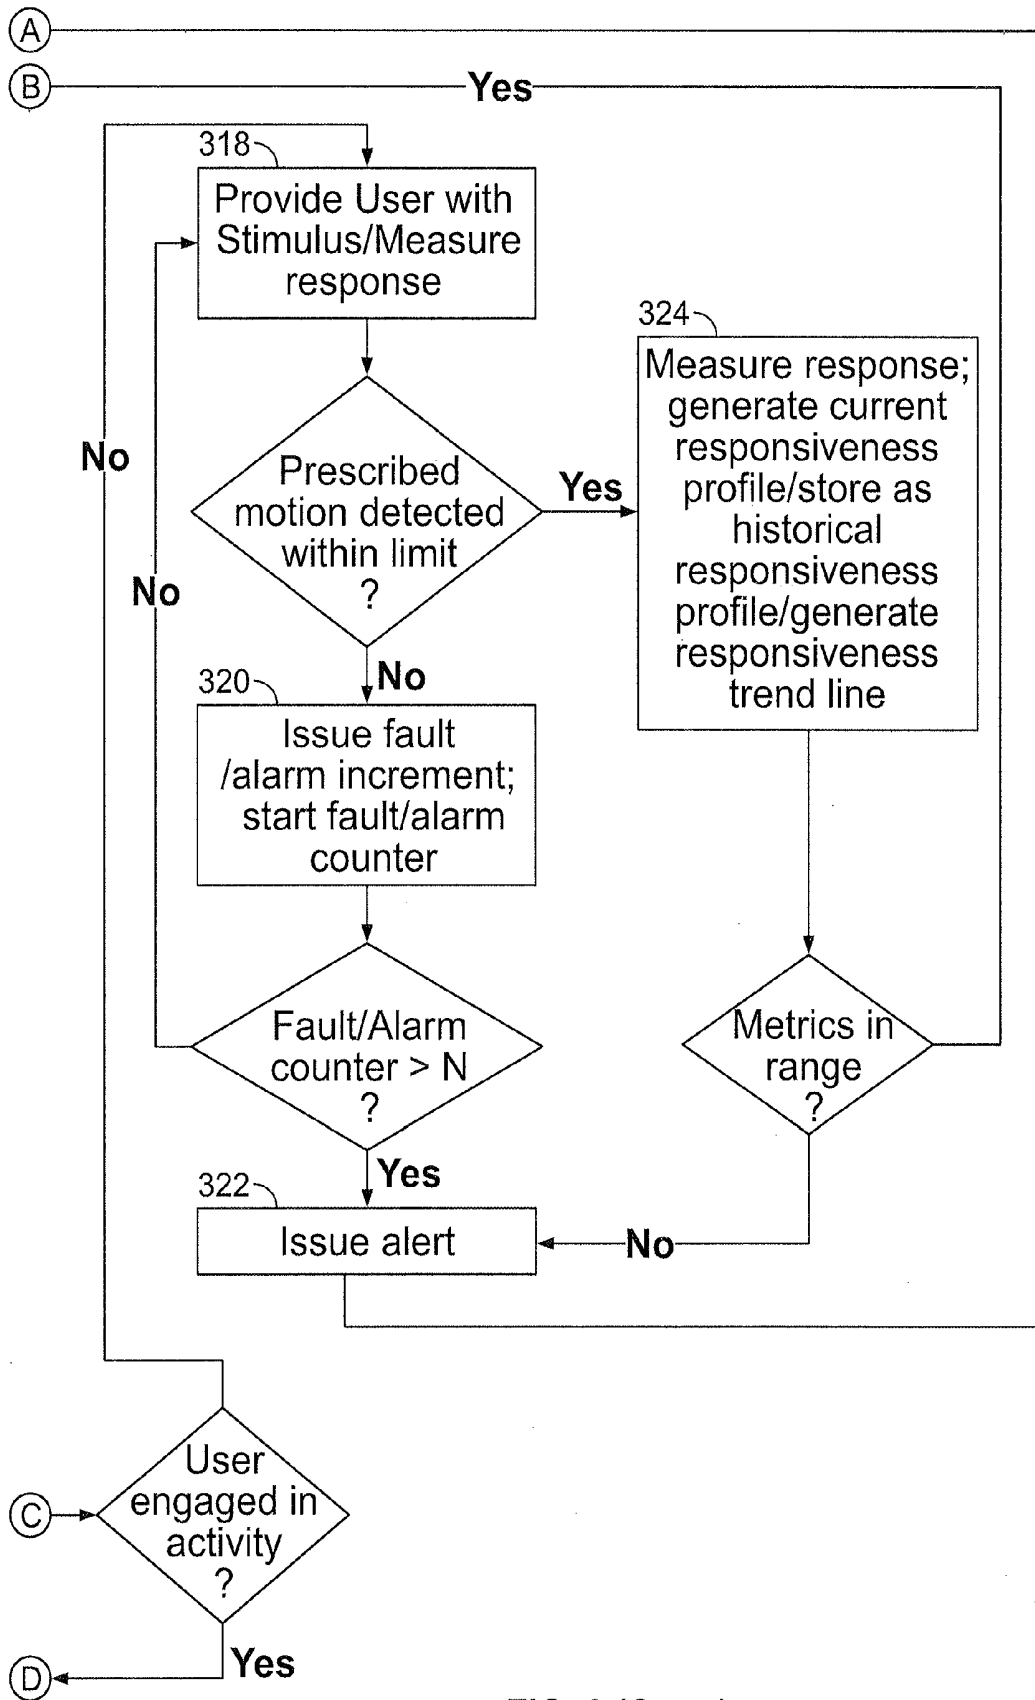 A
B
Yes
318
Provide User with
Stimulus/Measure
response
324
Measure response;
generate current
responsiveness
profile/store as
historical
responsiveness
profile/generate
responsiveness
trend line
No
Prescribed
motion detected
within limit
?
Yes
No
No
320
Issue fault
/alarm increment;
start fault/alarm
counter
Fault/Alarm
counter > N
?
Metrics in
range
?
Yes
322
Issue alert
No
User
engaged in
activity
?
C
Yes
D